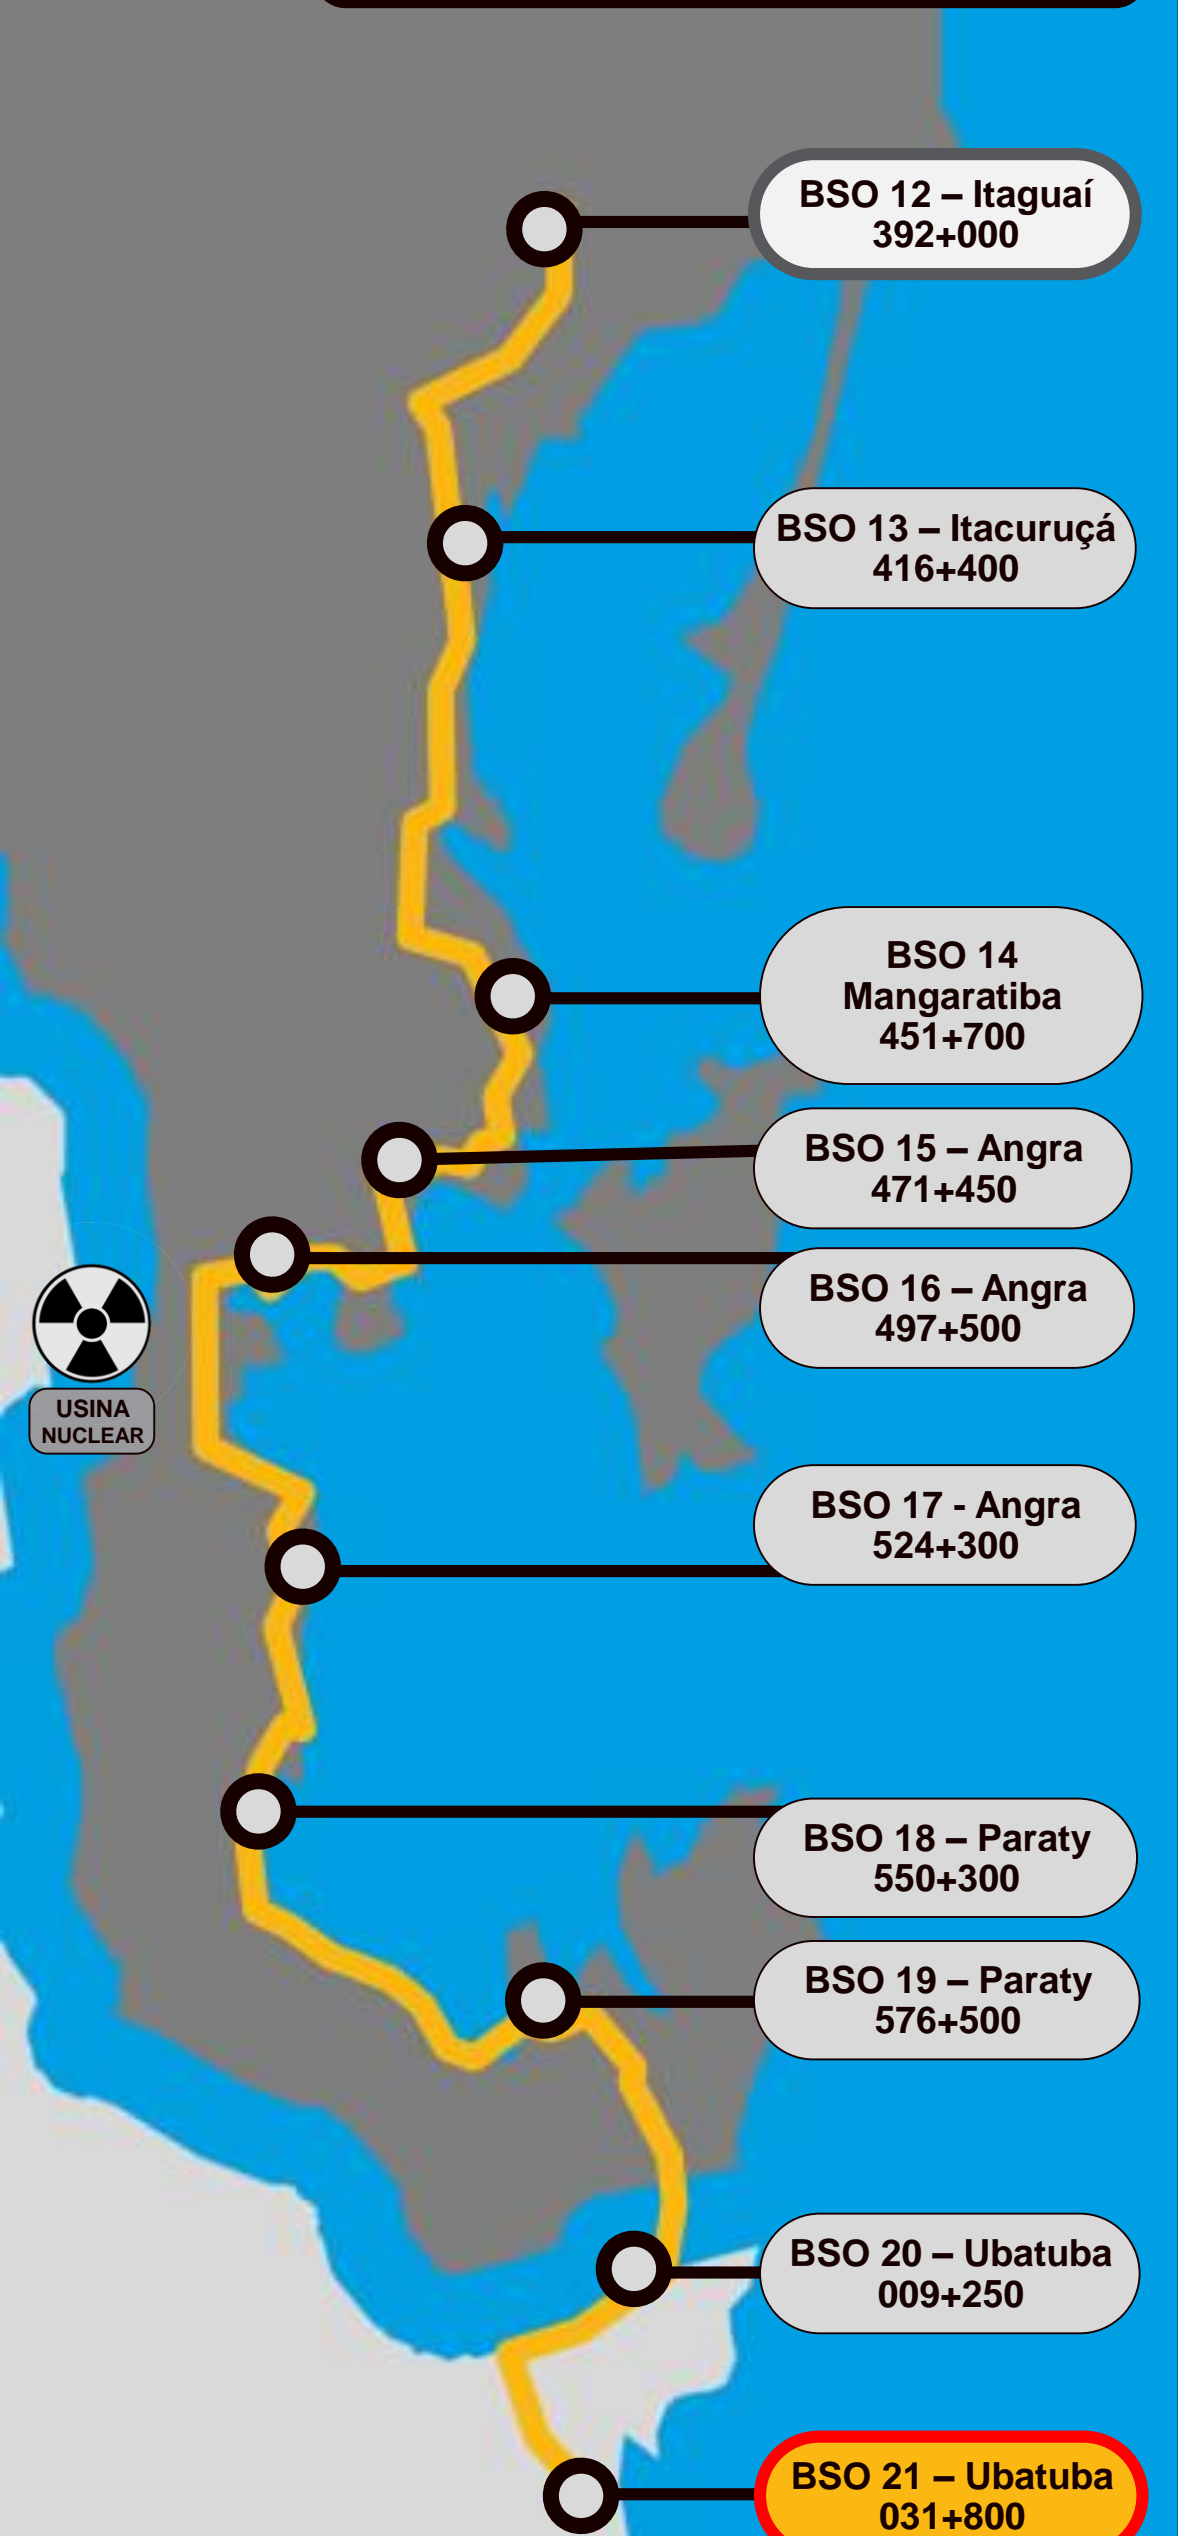 BSO 12 – Itaguaí
392+000
BSO 13 – Itacuruçá
416+400
BSO 14
Mangaratiba
451+700
BSO 15 – Angra
471+450
BSO 16 – Angra
497+500
USINA
NUCLEAR
BSO 17 - Angra
524+300
BSO 18 – Paraty
550+300
BSO 19 – Paraty
576+500
BSO 20 – Ubatuba
009+250
BSO 21 – Ubatuba
031+800